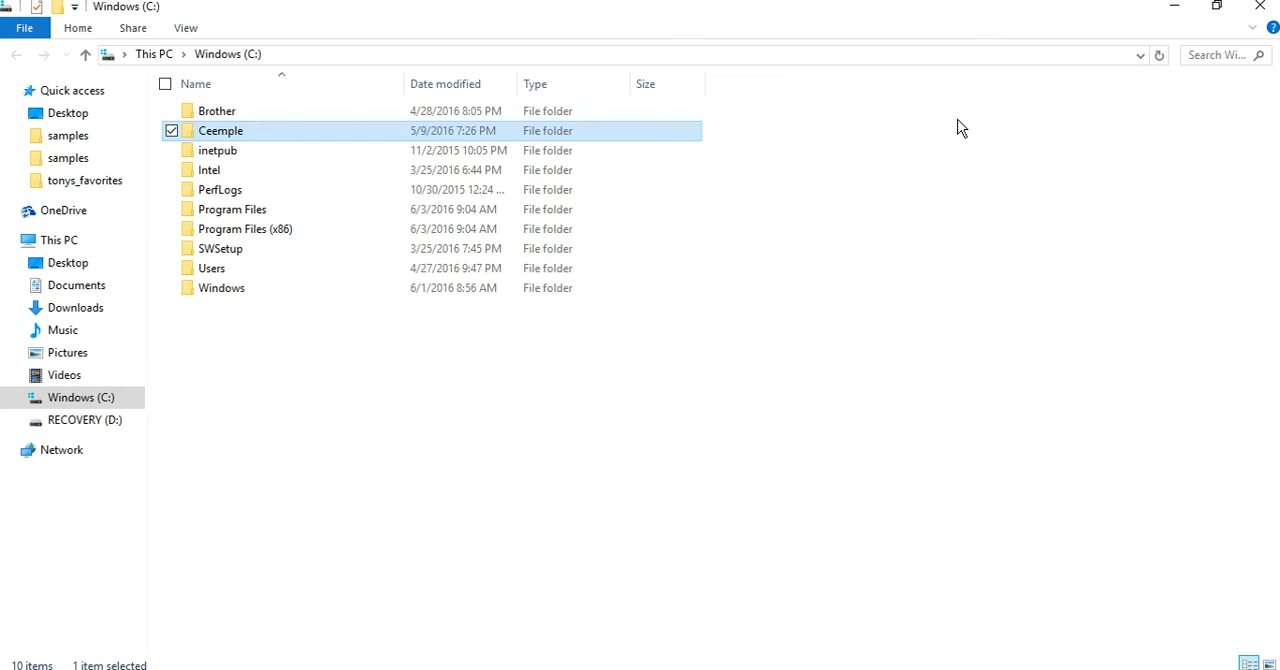 Windows (C:)
File Home Share View
This PC Windows (C:) Search Wi...
Name Date modified Type Size
Quick access
Desktop
samples
samples
tonys_favorites
OneDrive
This PC
Desktop
Documents
Downloads
Music
Pictures
Videos
Windows (C:)
RECOVERY (D:)
Network
Brother 4/28/2016 8:05 PM File folder
Ceemple 5/9/2016 7:26 PM File folder
inetpub 11/2/2015 10:05 PM File folder
Intel 3/25/2016 6:44 PM File folder
PerfLogs 10/30/2015 12:24 ... File folder
Program Files 6/3/2016 9:04 AM File folder
Program Files (x86) 6/3/2016 9:04 AM File folder
SWSetup 3/25/2016 7:45 PM File folder
Users 4/27/2016 9:47 PM File folder
Windows 6/1/2016 8:56 AM File folder
10 items 1 item selected